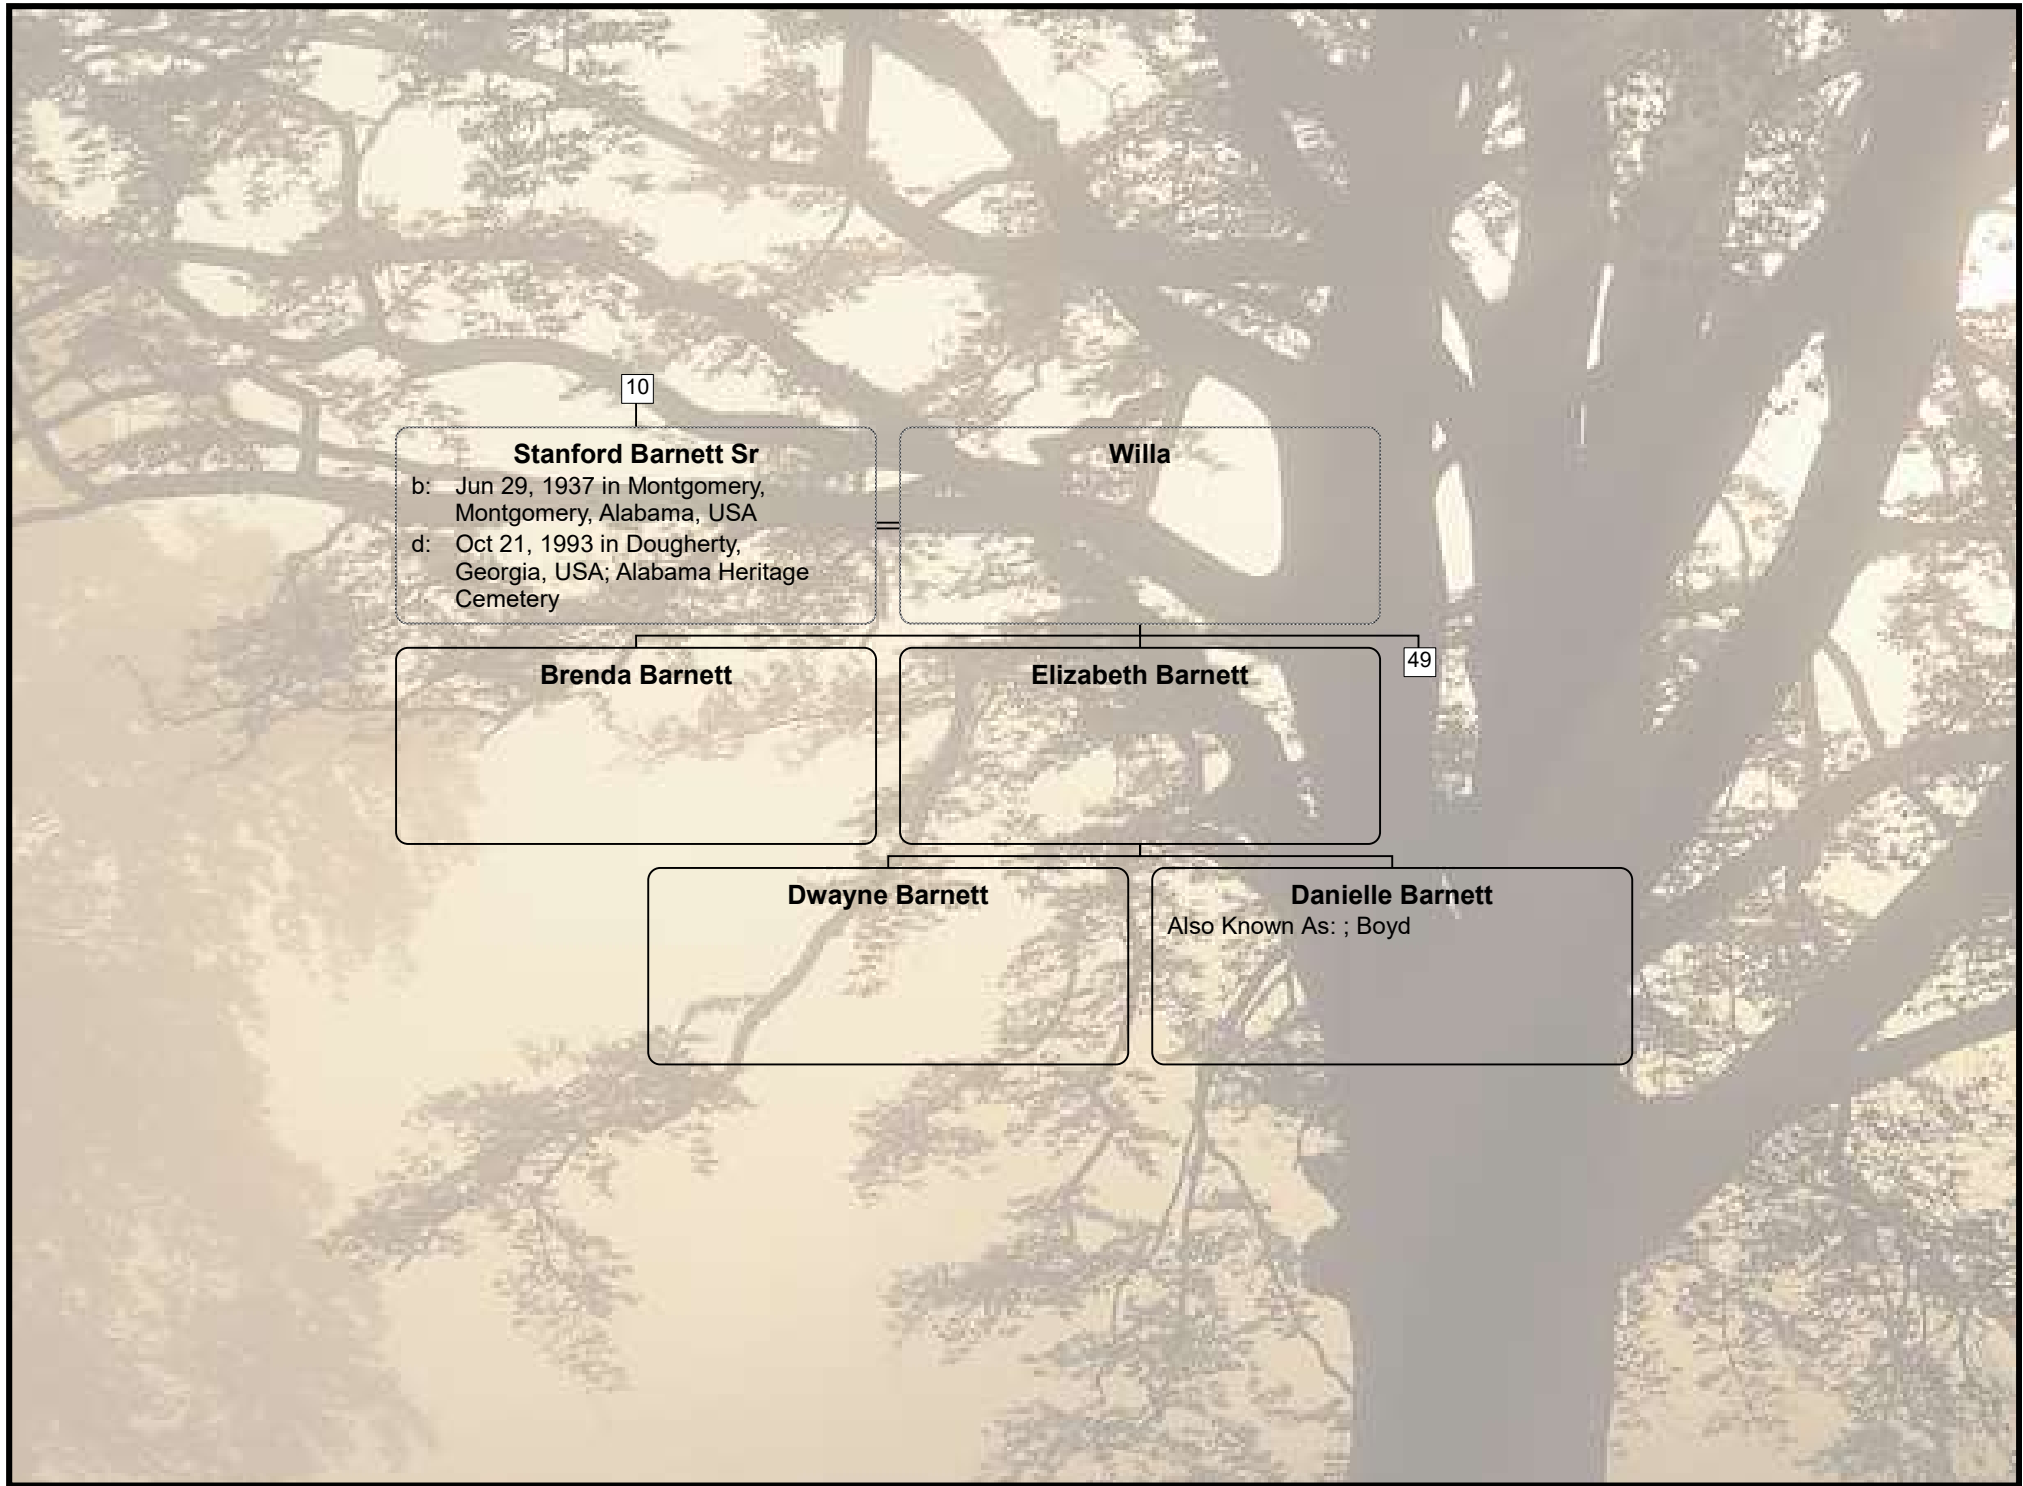 10
Stanford Barnett Sr
b: Jun 29, 1937 in Montgomery,
Montgomery, Alabama, USA
d: Oct 21, 1993 in Dougherty,
Georgia, USA; Alabama Heritage
Cemetery
Willa
49
Brenda Barnett
Elizabeth Barnett
Dwayne Barnett
Danielle Barnett
Also Known As: ; Boyd